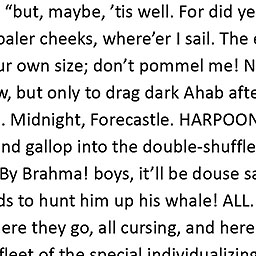 “but, maybe, ’tis well. For did ye
paler cheeks, where’er I sail. The
ur own size; don’t pommel me! N
w, but only to drag dark Ahab afte
. Midnight, Forecastle. HARPOON
nd gallop into the double-shuffle
By Brahma! boys, it’ll be douse sa
ds to hunt him up his whale! ALL.
here they go, all cursing, and here
fleet of the special individualizing